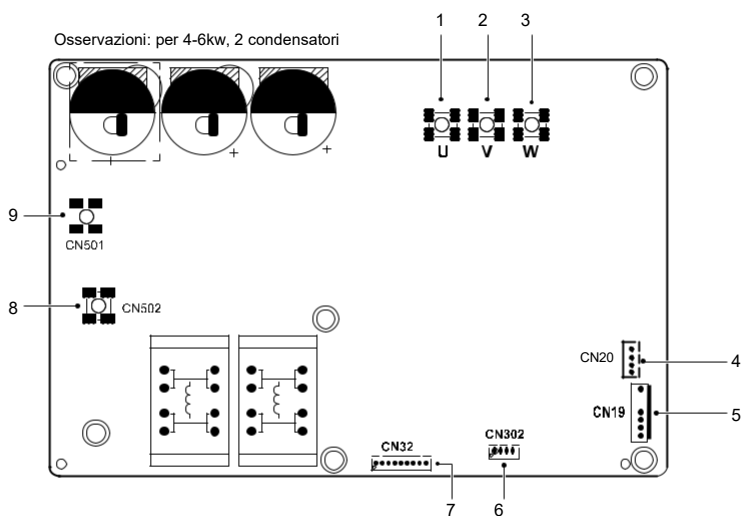 1 2 3
Osservazioni: per 4-6kw, 2 condensatori
U V W
9
CN501
8 CN502
CN20 4
CN19 5
CN32 CN302
7 6